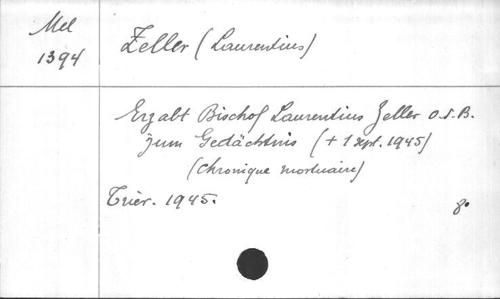 Mel
1394
Zeller (Laurentius)
Erzabt Bischof Laurentius Zeller O.S.B.
zum Gedächtnis (+ 1 sept. 1945)
(Chronique mortuaire)
Trier. 1945.
8°